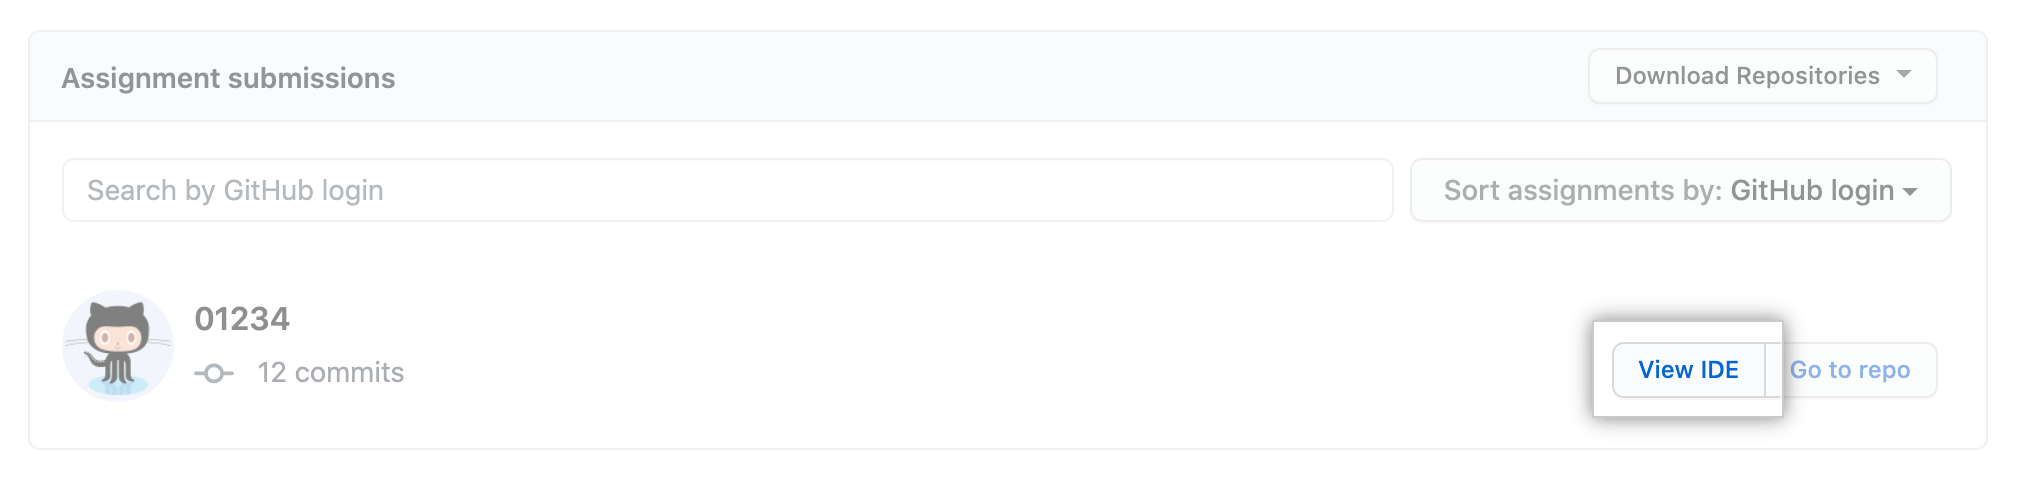 Assignment submissions
Download Repositories
Search by GitHub login
Sort assignments by: GitHub login
01234
12 commits
View IDE
Go to repo